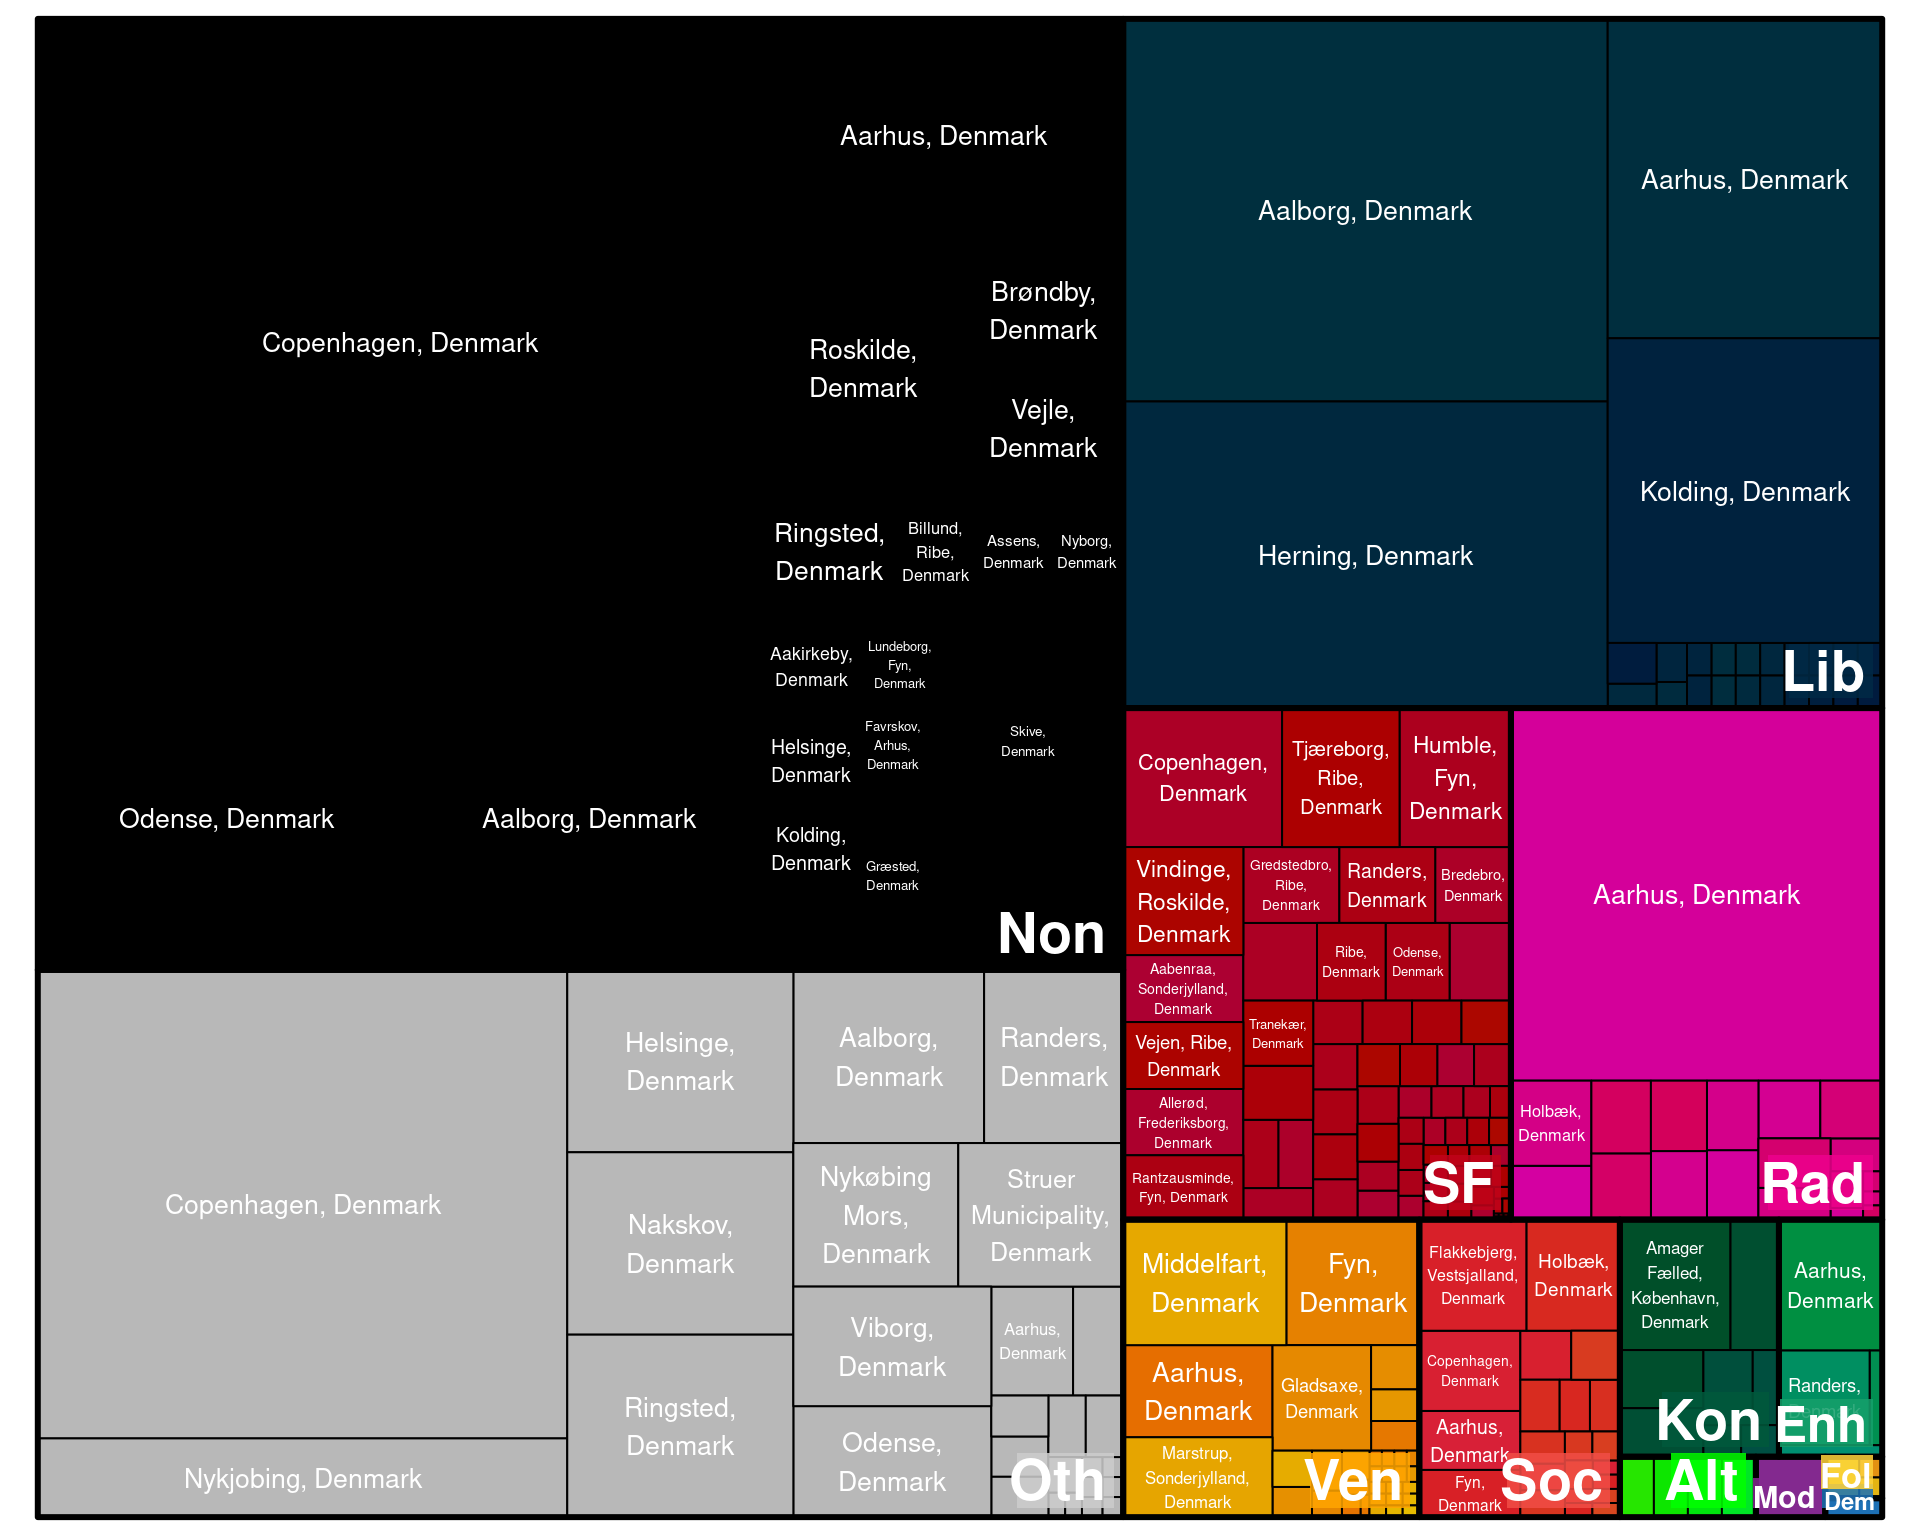 Aarhus, Denmark
Copenhagen, Denmark
Brøndby,
Denmark
Roskilde,
Denmark
Vejle,
Denmark
Ringsted,
Denmark
Billund,
Ribe,
Denmark
Assens,
Denmark
Nyborg,
Denmark
Aakirkeby,
Denmark
Lundeborg,
Fyn,
Denmark
Helsinge,
Denmark
Favrskov,
Arhus,
Denmark
Skive,
Denmark
Odense, Denmark
Aalborg, Denmark
Kolding,
Denmark
Græsted,
Denmark
Non
Copenhagen, Denmark
Nykjobing, Denmark
Helsinge,
Denmark
Nakskov,
Denmark
Ringsted,
Denmark
Aalborg,
Denmark
Randers,
Denmark
Nykøbing
Mors,
Denmark
Struer
Municipality,
Denmark
Viborg,
Denmark
Aarhus,
Denmark
Odense,
Denmark
Oth
Aalborg, Denmark
Aarhus, Denmark
Herning, Denmark
Kolding, Denmark
Lib
Copenhagen,
Denmark
Tjæreborg,
Ribe,
Denmark
Humble,
Fyn,
Denmark
Vindinge,
Roskilde,
Denmark
Gredstedbro,
Ribe,
Denmark
Randers,
Denmark
Bredebro,
Denmark
Ribe,
Denmark
Odense,
Denmark
Aabenraa,
Sonderjylland,
Denmark
Vejen, Ribe,
Denmark
Tranekær,
Denmark
Allerød,
Frederiksborg,
Denmark
Rantzausminde,
Fyn, Denmark
SF
Aarhus, Denmark
Holbæk,
Denmark
Rad
Middelfart,
Denmark
Fyn,
Denmark
Aarhus,
Denmark
Gladsaxe,
Denmark
Marstrup,
Sonderjylland,
Denmark
Ven
Flakkebjerg,
Vestsjalland,
Denmark
Holbæk,
Denmark
Copenhagen,
Denmark
Aarhus,
Denmark
Fyn,
Denmark
Soc
Amager
Fælled,
København,
Denmark
Kon
Aarhus,
Denmark
Randers,
Denmark
Enh
Alt
Mod
Fol
Dem